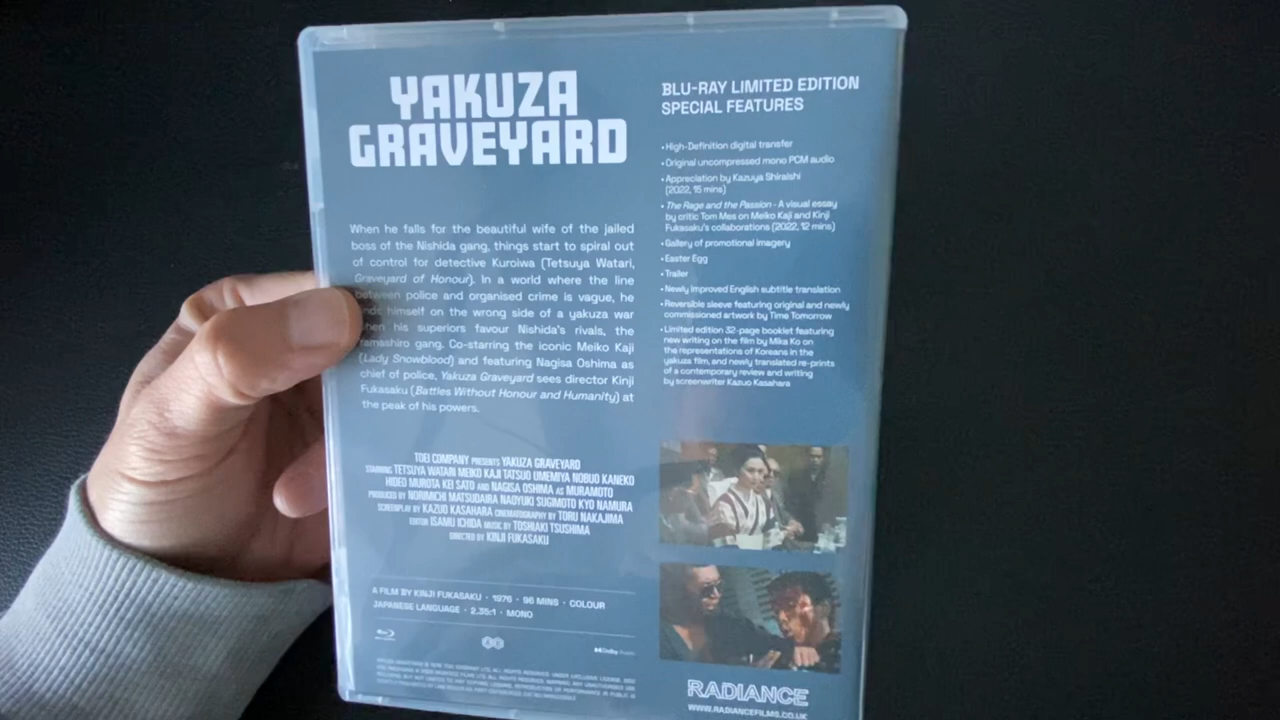 YAKUZA
GRAVEYARD
When he falls for the beautiful wife of the jailed
boss of the Nishida gang, things start to spiral out
of control for detective Kuroiwa (Tetsuya Watari,
Graveyard of Honour). In a world where the line
between police and organised crime is vague, he
himself on the wrong side of a yakuza war
his superiors favour Nishida's rivals, the
gang. Co-starring the iconic Meiko Kaji
(Lady Snowblood) and featuring Nagisa Oshima as
chief of police, Yakuza Graveyard sees director Kinji
Fukasaku (Battles Without Honour and Humanity) at
the peak of his powers.
TOEI COMPANY PRESENTS YAKUZA GRAVEYARD
STARRING TETSUYA WATARI MEIKO KAJI TATSUO UMEMIYA NOBUO KANEKO
HIDEO MUROTA KEI SATO AND NAGISA OSHIMA AS MURAMOTO
PRODUCED BY NORIMICHI MATSUDAIRA NAOYUKI SUGIMOTO KYO NAMURA
SCREENPLAY BY KAZUO KASAHARA CINEMATOGRAPHY BY TORU NAKAJIMA
EDITOR ISAMU ICHIDA MUSIC BY TOSHIAKI TSUSHIMA
DIRECTED BY KINJI FUKASAKU
A FILM BY KINJI FUKASAKU · 1976 · 96 MINS · COLOUR
JAPANESE LANGUAGE · 2.35:1 · MONO
BLU-RAY LIMITED EDITION
SPECIAL FEATURES
• High-Definition digital transfer
• Original uncompressed mono PCM audio
• Appreciation by Kazuya Shiraishi
(2022, 15 mins)
• The Rage and the Passion - A visual essay
by critic Tom Mes on Meiko Kaji and Kinji
Fukasaku's collaborations (2022, 12 mins)
• Gallery of promotional imagery
• Easter Egg
• Trailer
• Newly improved English subtitle translation
• Reversible sleeve featuring original and newly
commissioned artwork by Time Tomorrow
• Limited edition 32-page booklet featuring
new writing on the film by Mika Ko on
the representations of Koreans in the
yakuza film, and newly translated re-prints
of a contemporary review and writing
by screenwriter Kazuo Kasahara
RADIANCE
WWW.RADIANCEFILMS.CO.UK